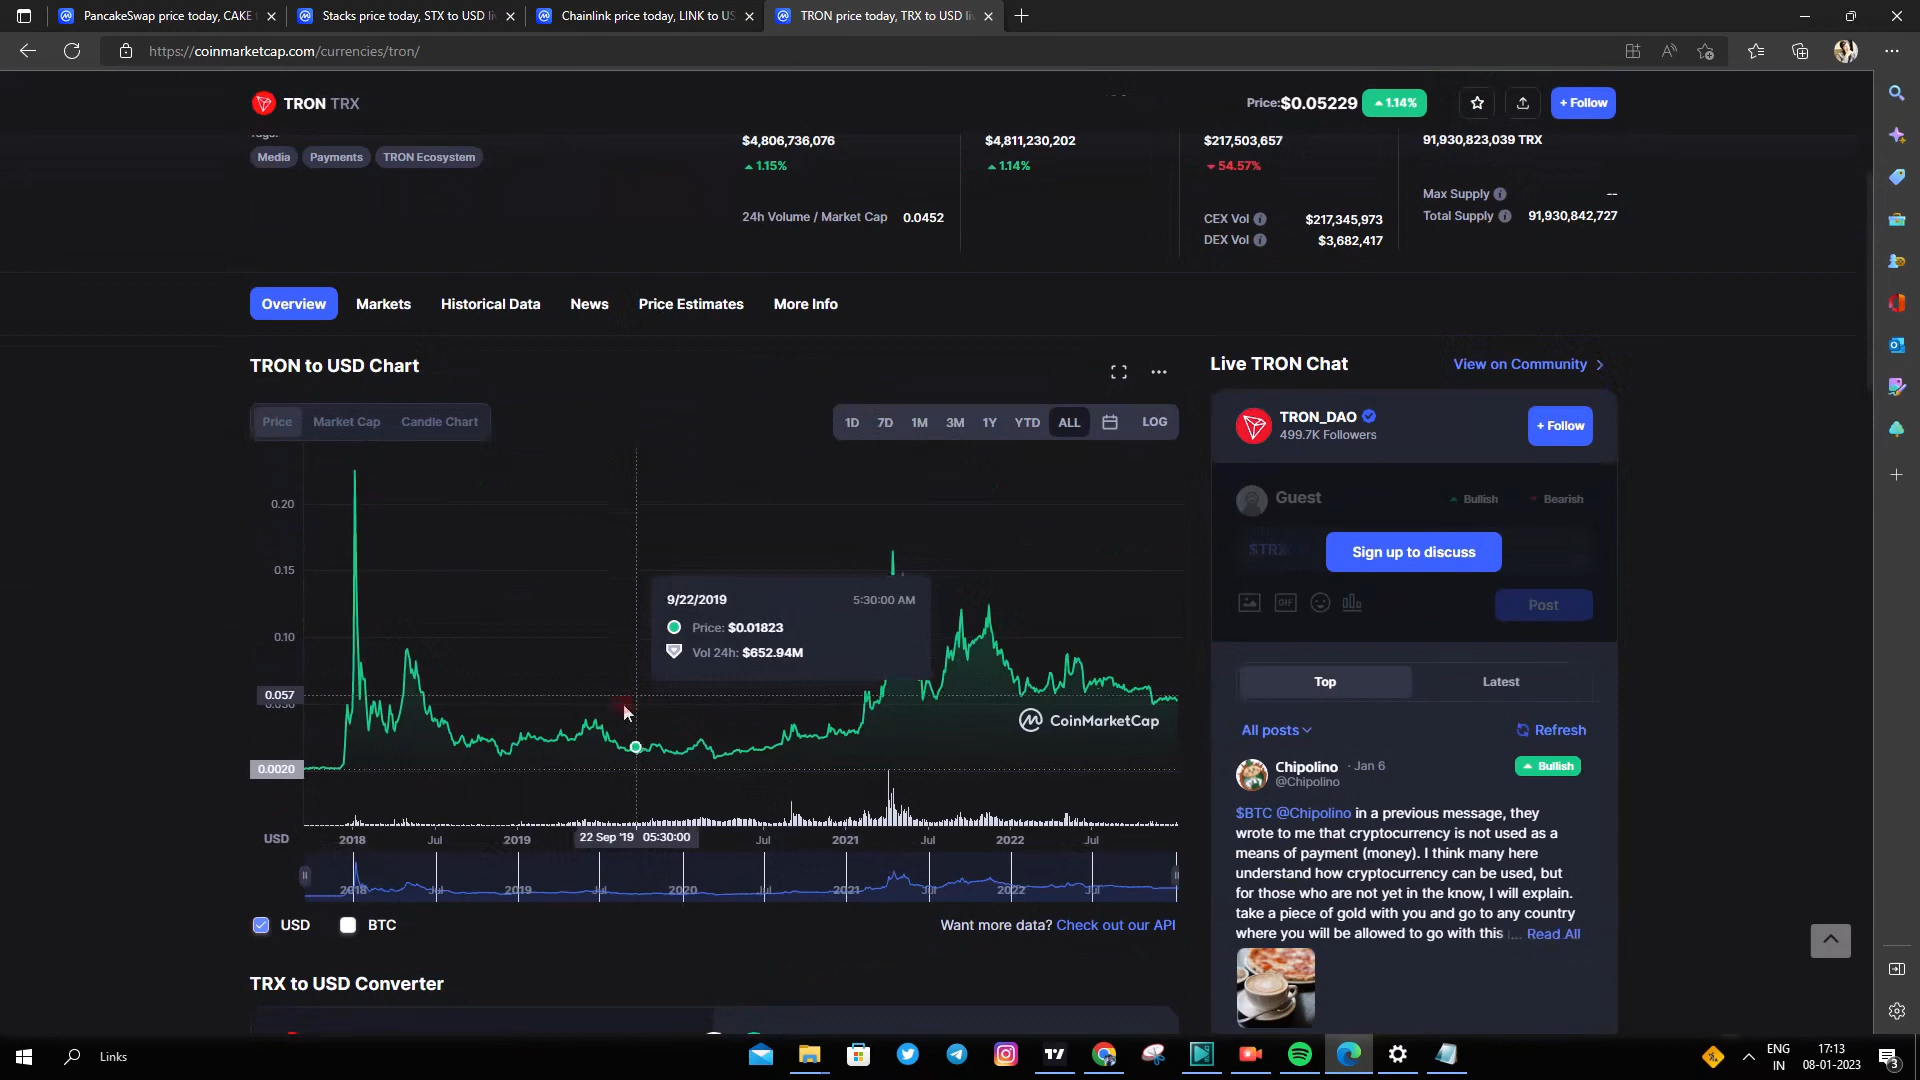 PancakeSwap price today, CAKE
Stacks price today, STX to USD li
Chainlink price today, LINK to US
TRON price today, TRX to USD li
https://coinmarketcap.com/currencies/tron/
TRON TRX
Price:$0.05229
1.14%
+ Follow
Tags:
$4,806,736,076
$4,811,230,202
$217,503,657
91,930,823,039 TRX
Media
Payments
TRON Ecosystem
1.15%
1.14%
54.57%
Max Supply --
24h Volume / Market Cap 0.0452
CEX Vol $217,345,973
Total Supply 91,930,842,727
DEX Vol $3,682,417
Overview
Markets
Historical Data
News
Price Estimates
More Info
TRON to USD Chart
Price
Market Cap
Candle Chart
1D 7D 1M 3M 1Y YTD ALL LOG
0.20
0.15
0.10
0.057
0.0020
9/22/2019 5:30:00 AM
Price: $0.01823
Vol 24h: $652.94M
CoinMarketCap
USD
2018 Jul 2019 22 Sep '19 05:30:00 Jul 2021 Jul 2022 Jul
2018 Jul 2019 Jul 2020 Jul 2021 Jul 2022 Jul
USD
BTC
Want more data? Check out our API
TRX to USD Converter
Live TRON Chat
View on Community
TRON_DAO
499.7K Followers
+ Follow
Guest
Bullish
Bearish
$TRX
Sign up to discuss
GIF
Post
Top
Latest
All posts
Refresh
Chipolino · Jan 6
@Chipolino
Bullish
$BTC @Chipolino in a previous message, they
wrote to me that cryptocurrency is not used as a
means of payment (money). I think many here
understand how cryptocurrency can be used, but
for those who are not yet in the know, I will explain.
take a piece of gold with you and go to any country
where you will be allowed to go with this ... Read All
Links
ENG
IN
17:13
08-01-2023
3